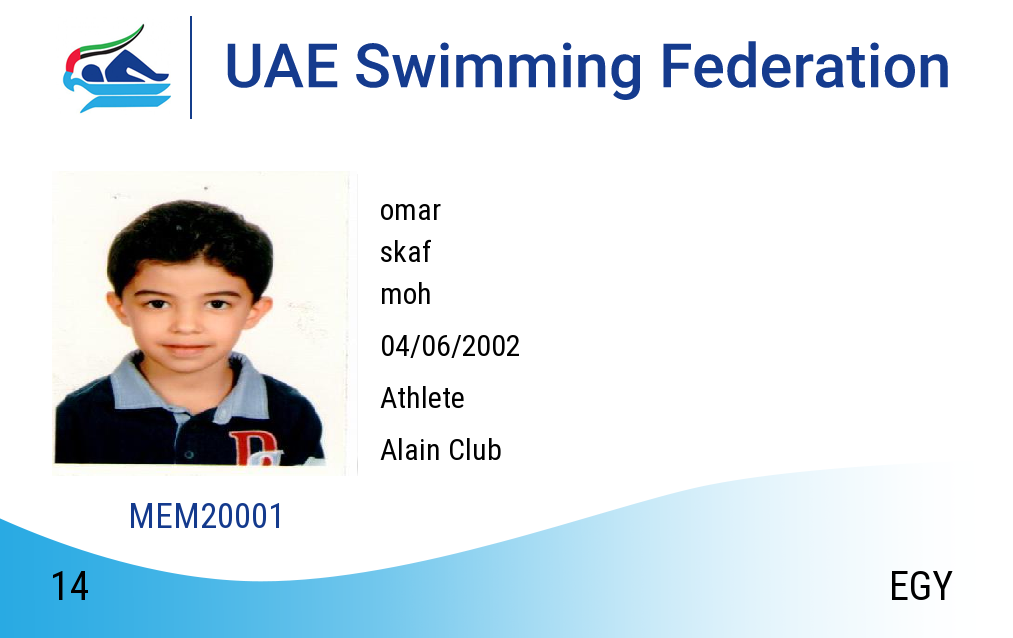 UAE Swimming Federation
omar
skaf
moh
04/06/2002
Athlete
Alain Club
MEM20001
14
EGY